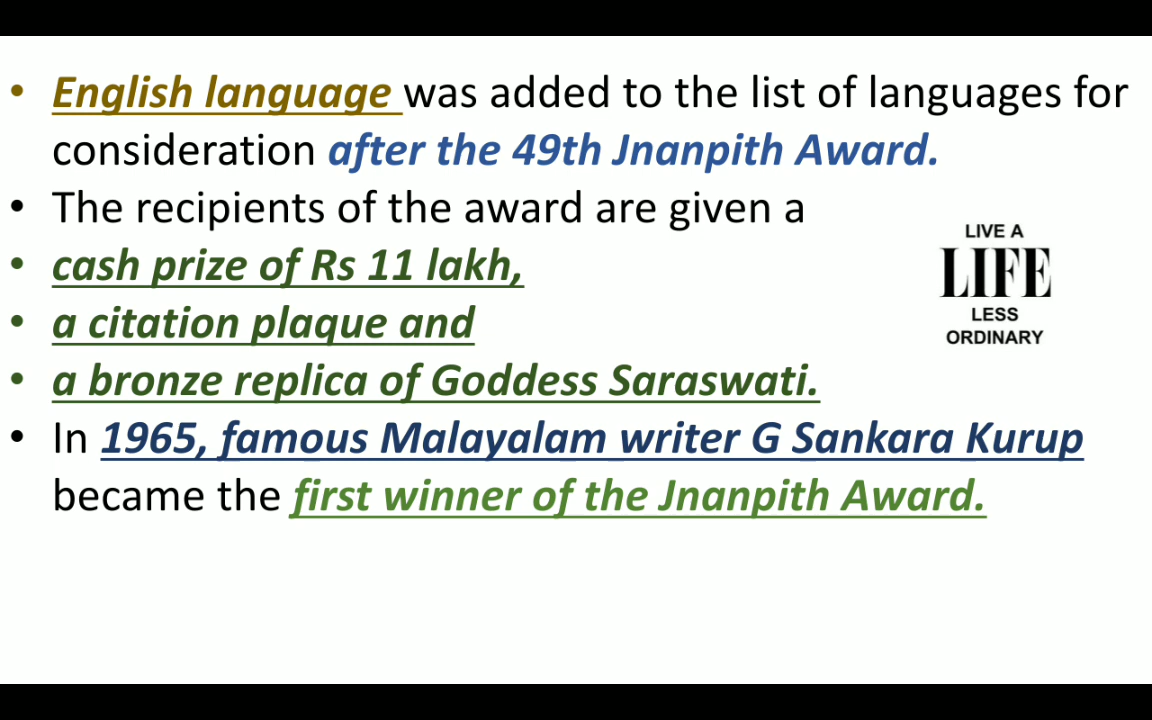 • English language was added to the list of languages for
consideration after the 49th Jnanpith Award.
• The recipients of the award are given a
• cash prize of Rs 11 lakh,
• a citation plaque and
• a bronze replica of Goddess Saraswati.
• In 1965, famous Malayalam writer G Sankara Kurup
became the first winner of the Jnanpith Award.
LIVE A
LIFE
LESS
ORDINARY